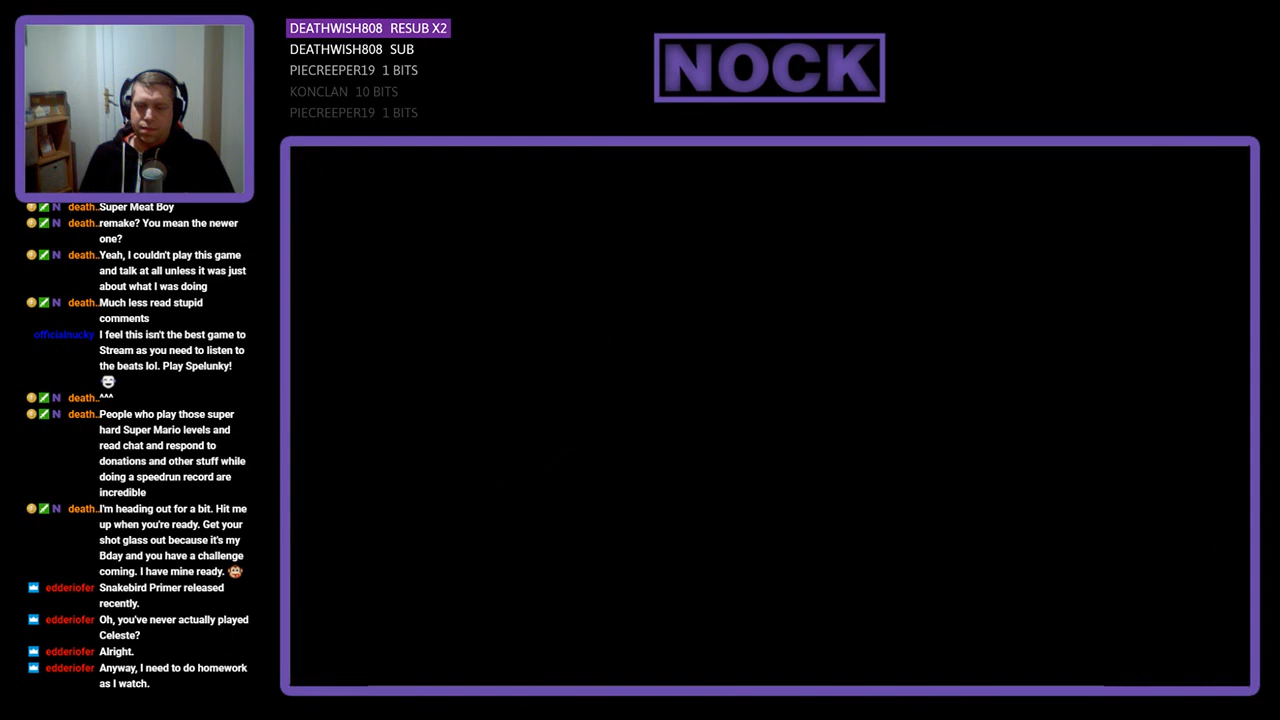 DEATHWISH808 RESUB X2
DEATHWISH808 SUB
PIECREEPER19 1 BITS
KONCLAN 10 BITS
PIECREEPER19 1 BITS
NOCK
N death.. Super Meat Boy
N death.. remake? You mean the newer
one?
N death.. Yeah, I couldn't play this game
and talk at all unless it was just
about what I was doing
N death.. Much less read stupid
comments
officialnucky I feel this isn't the best game to
Stream as you need to listen to
the beats lol. Play Spelunky!
N death.. ^^^
N death.. People who play those super
hard Super Mario levels and
read chat and respond to
donations and other stuff while
doing a speedrun record are
incredible
N death.. I'm heading out for a bit. Hit me
up when you're ready. Get your
shot glass out because it's my
Bday and you have a challenge
coming. I have mine ready.
edderiofer Snakebird Primer released
recently.
edderiofer Oh, you've never actually played
Celeste?
edderiofer Alright.
edderiofer Anyway, I need to do homework
as I watch.